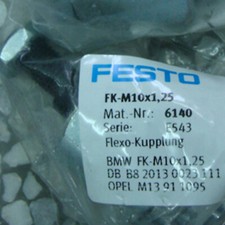 FESTO
FK-M10x1,25
Mat.-Nr.: 6140
Serie: E543
Flexo-Kupplung
BMW FK-M10x1,25
DB B8 2013 0023 111
OPEL M13 91 1095